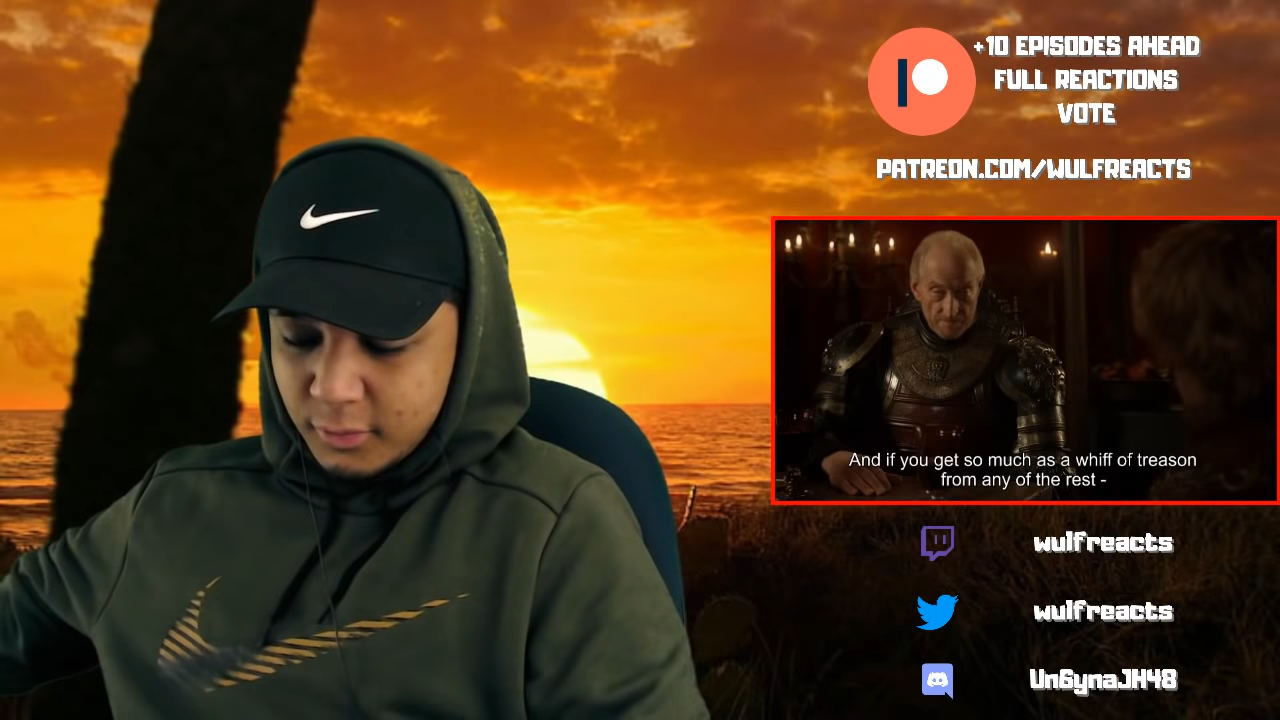 +10 EPISODES AHEAD
FULL REACTIONS
VOTE
PATREON.COM/WULFREACTS
And if you get so much as a whiff of treason
from any of the rest -
wulfreacts
wulfreacts
UnGynaJH48